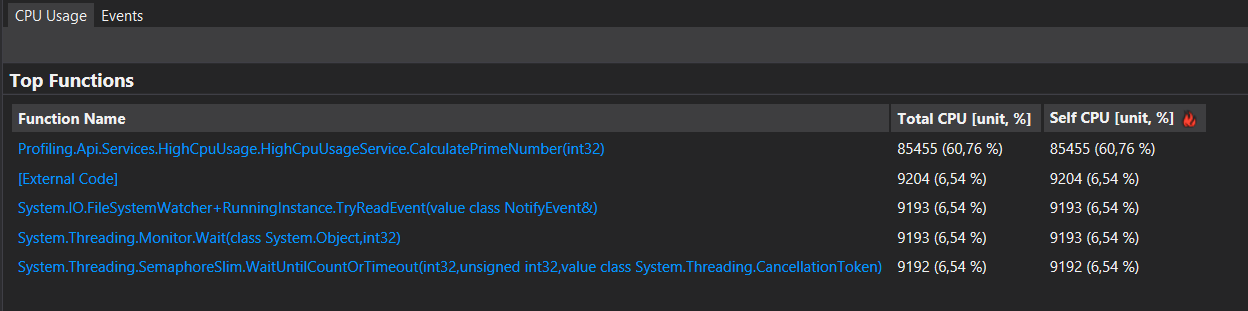 CPU Usage Events
Top Functions
Function Name Total CPU [unit, %] Self CPU [unit, %]
Profiling.Api.Services.HighCpuUsage.HighCpuUsageService.CalculatePrimeNumber(int32) 85455 (60,76 %) 85455 (60,76 %)
[External Code] 9204 (6,54 %) 9204 (6,54 %)
System.IO.FileSystemWatcher+RunningInstance.TryReadEvent(value class NotifyEvent&) 9193 (6,54 %) 9193 (6,54 %)
System.Threading.Monitor.Wait(class System.Object,int32) 9193 (6,54 %) 9193 (6,54 %)
System.Threading.SemaphoreSlim.WaitUntilCountOrTimeout(int32,unsigned int32,value class System.Threading.CancellationToken) 9192 (6,54 %) 9192 (6,54 %)